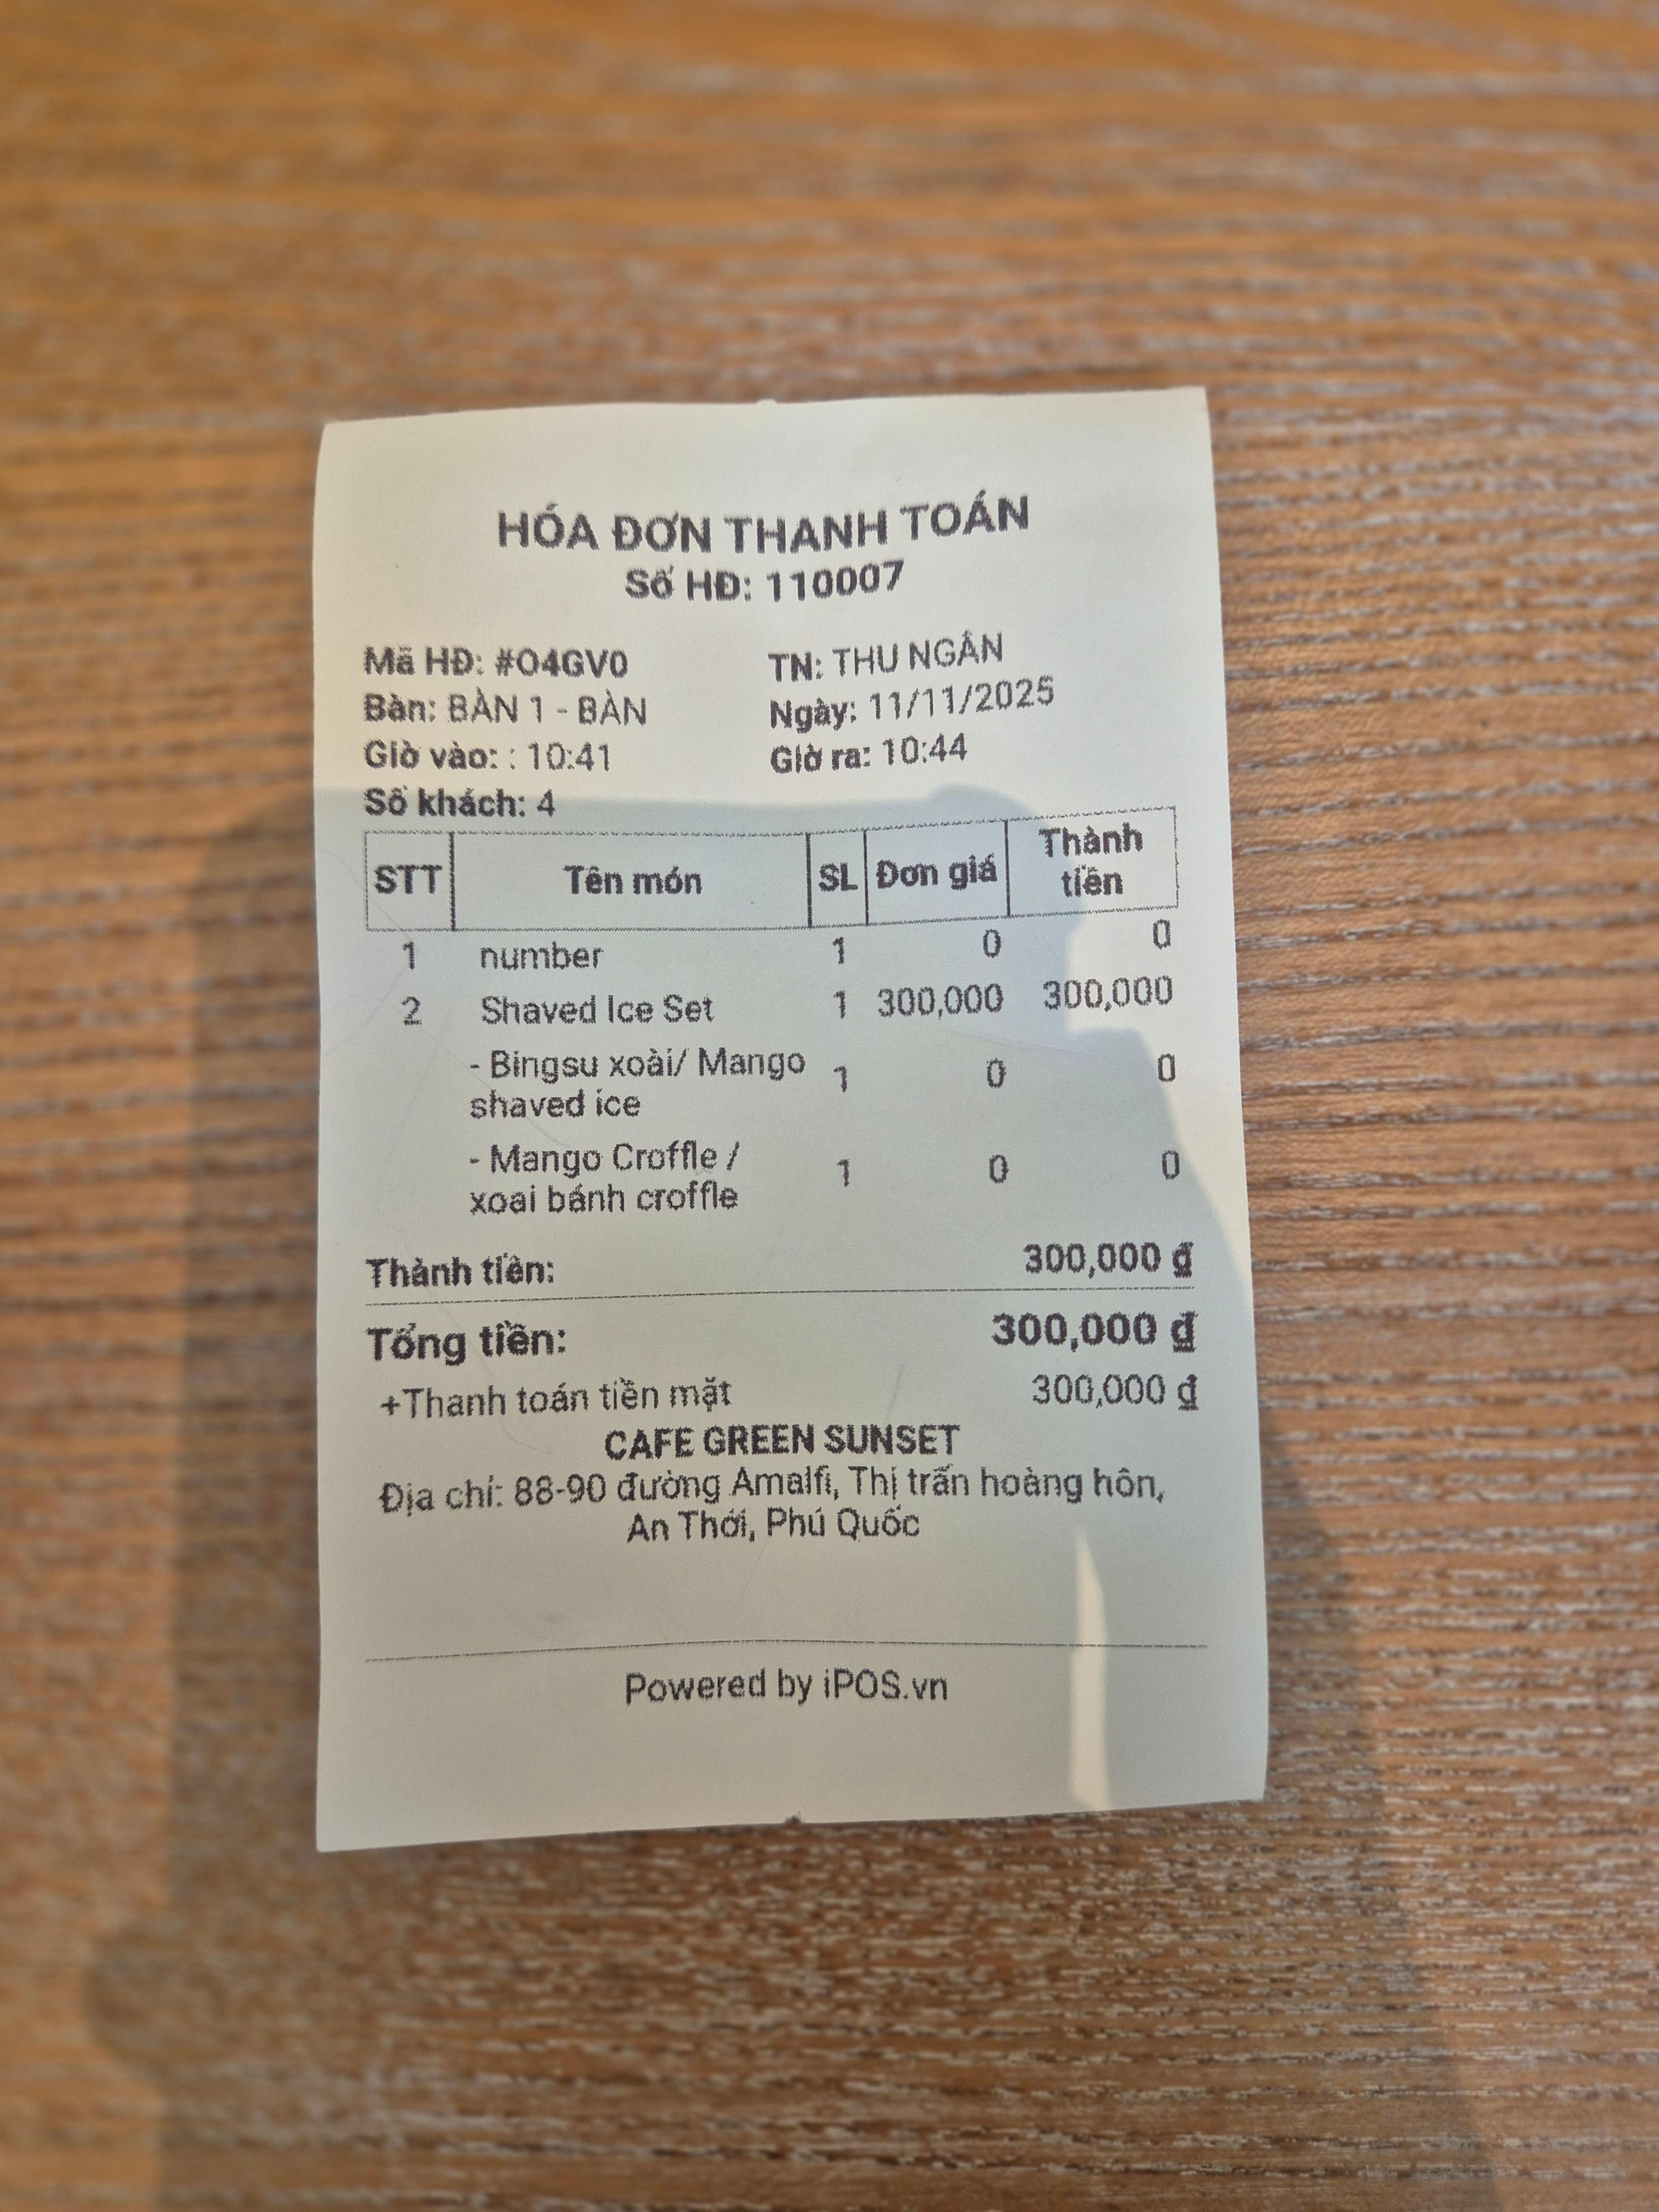 HÓA ĐƠN THANH TOÁN
Số HĐ: 110007
Mã HĐ: #O4GV0 TN: THU NGÂN
Bàn: BÀN 1 - BÀN Ngày: 11/11/2025
Giờ vào: : 10:41 Giờ ra: 10:44
Số khách: 4
STT Tên món SL Đơn giá Thành tiền
1 number 1 0 0
2 Shaved Ice Set 1 300,000 300,000
- Bingsu xoài/ Mango 1 0 0
shaved ice
- Mango Croffle / 1 0 0
xoai bánh croffle
Thành tiền: 300,000 ₫
Tổng tiền: 300,000 ₫
+Thanh toán tiền mặt 300,000 ₫
CAFE GREEN SUNSET
Địa chỉ: 88-90 đường Amalfi, Thị trấn hoàng hôn,
An Thới, Phú Quốc
Powered by iPOS.vn